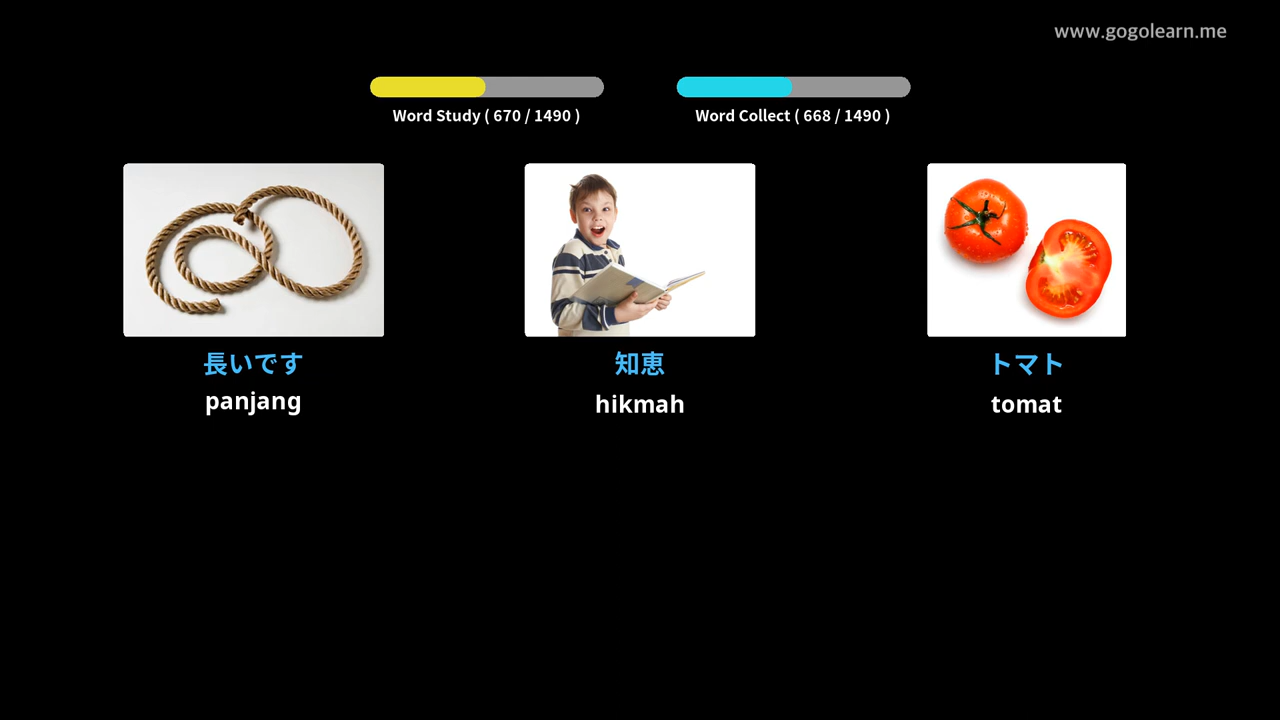 www.gogolearn.me
Word Study ( 670 / 1490 )
Word Collect ( 668 / 1490 )
長いです
知恵
トマト
panjang
hikmah
tomat